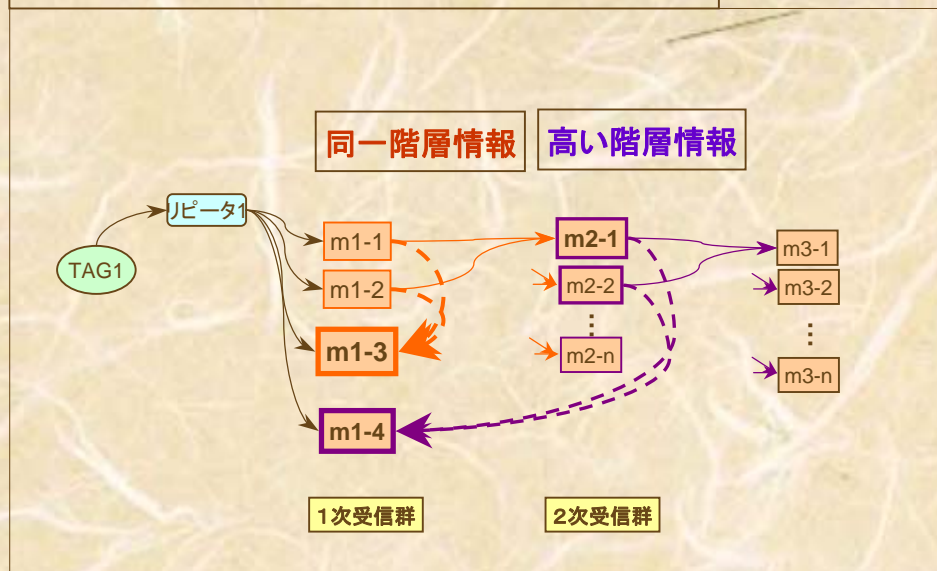 同一階層情報
高い階層情報
リピータ1
TAG1
m1-1
m1-2
m1-3
m1-4
m2-1
m2-2
⋮
m2-n
m3-1
m3-2
⋮
m3-n
1次受信群
2次受信群